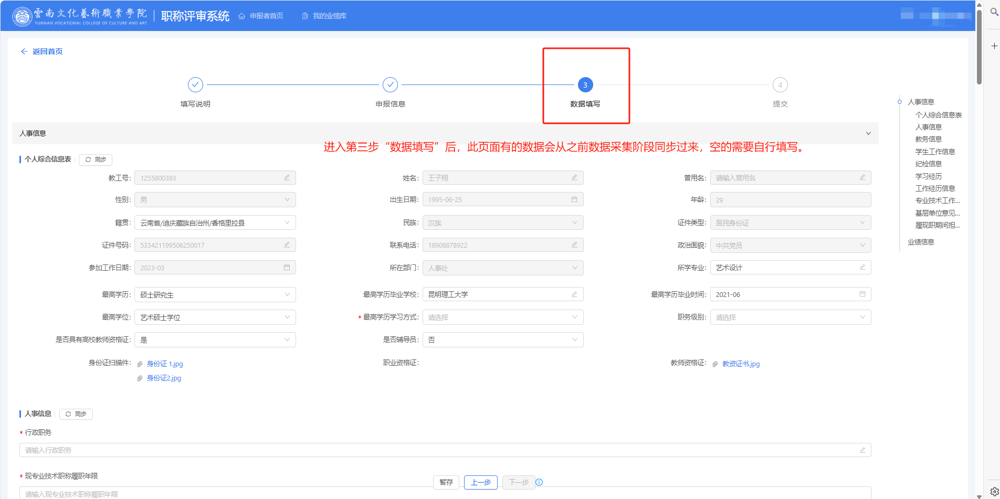 雲南文化藝術職業學院
YUNNAN VOCATIONAL COLLEGE OF CULTURE AND ART
职称评审系统
申报者首页
我的业绩库
返回首页
3
4
填写说明
申报信息
数据填写
提交
人事信息
进入第三步“数据填写”后，此页面有的数据会从之前数据采集阶段同步过来，空的需要自行填写。
个人综合信息表 同步
教工号: 1255800393 姓名: 王子翔 曾用名: 请输入曾用名
性别: 男 出生日期: 1995-06-25 年龄: 29
籍贯: 云南省/迪庆藏族自治州/香格里拉县 民族: 汉族 证件类型: 居民身份证
证件号码: 533421199506250017 联系电话: 18908878922 政治面貌: 中共党员
参加工作日期: 2023-03 所在部门: 人事处 所学专业: 艺术设计
最高学历: 硕士研究生 最高学历毕业学校: 昆明理工大学 最高学历毕业时间: 2021-06
最高学位: 艺术硕士学位 * 最高学历学习方式: 请选择 职务级别: 请选择
是否具有高校教师资格证: 是 是否辅导员: 否
身份证扫描件: 身份证 1.jpg 职业资格证: 教师资格证: 教资证书.jpg
身份证2.jpg
人事信息 同步
* 行政职务
请输入行政职务
* 现专业技术职称履职年限
请输入现专业技术职称履职年限
暂存 上一步 下一步
人事信息
个人综合信息表
人事信息
教务信息
学生工作信息
纪检信息
学习经历
工作经历信息
专业技术工作...
基层单位意见...
履现职期间担...
业绩信息